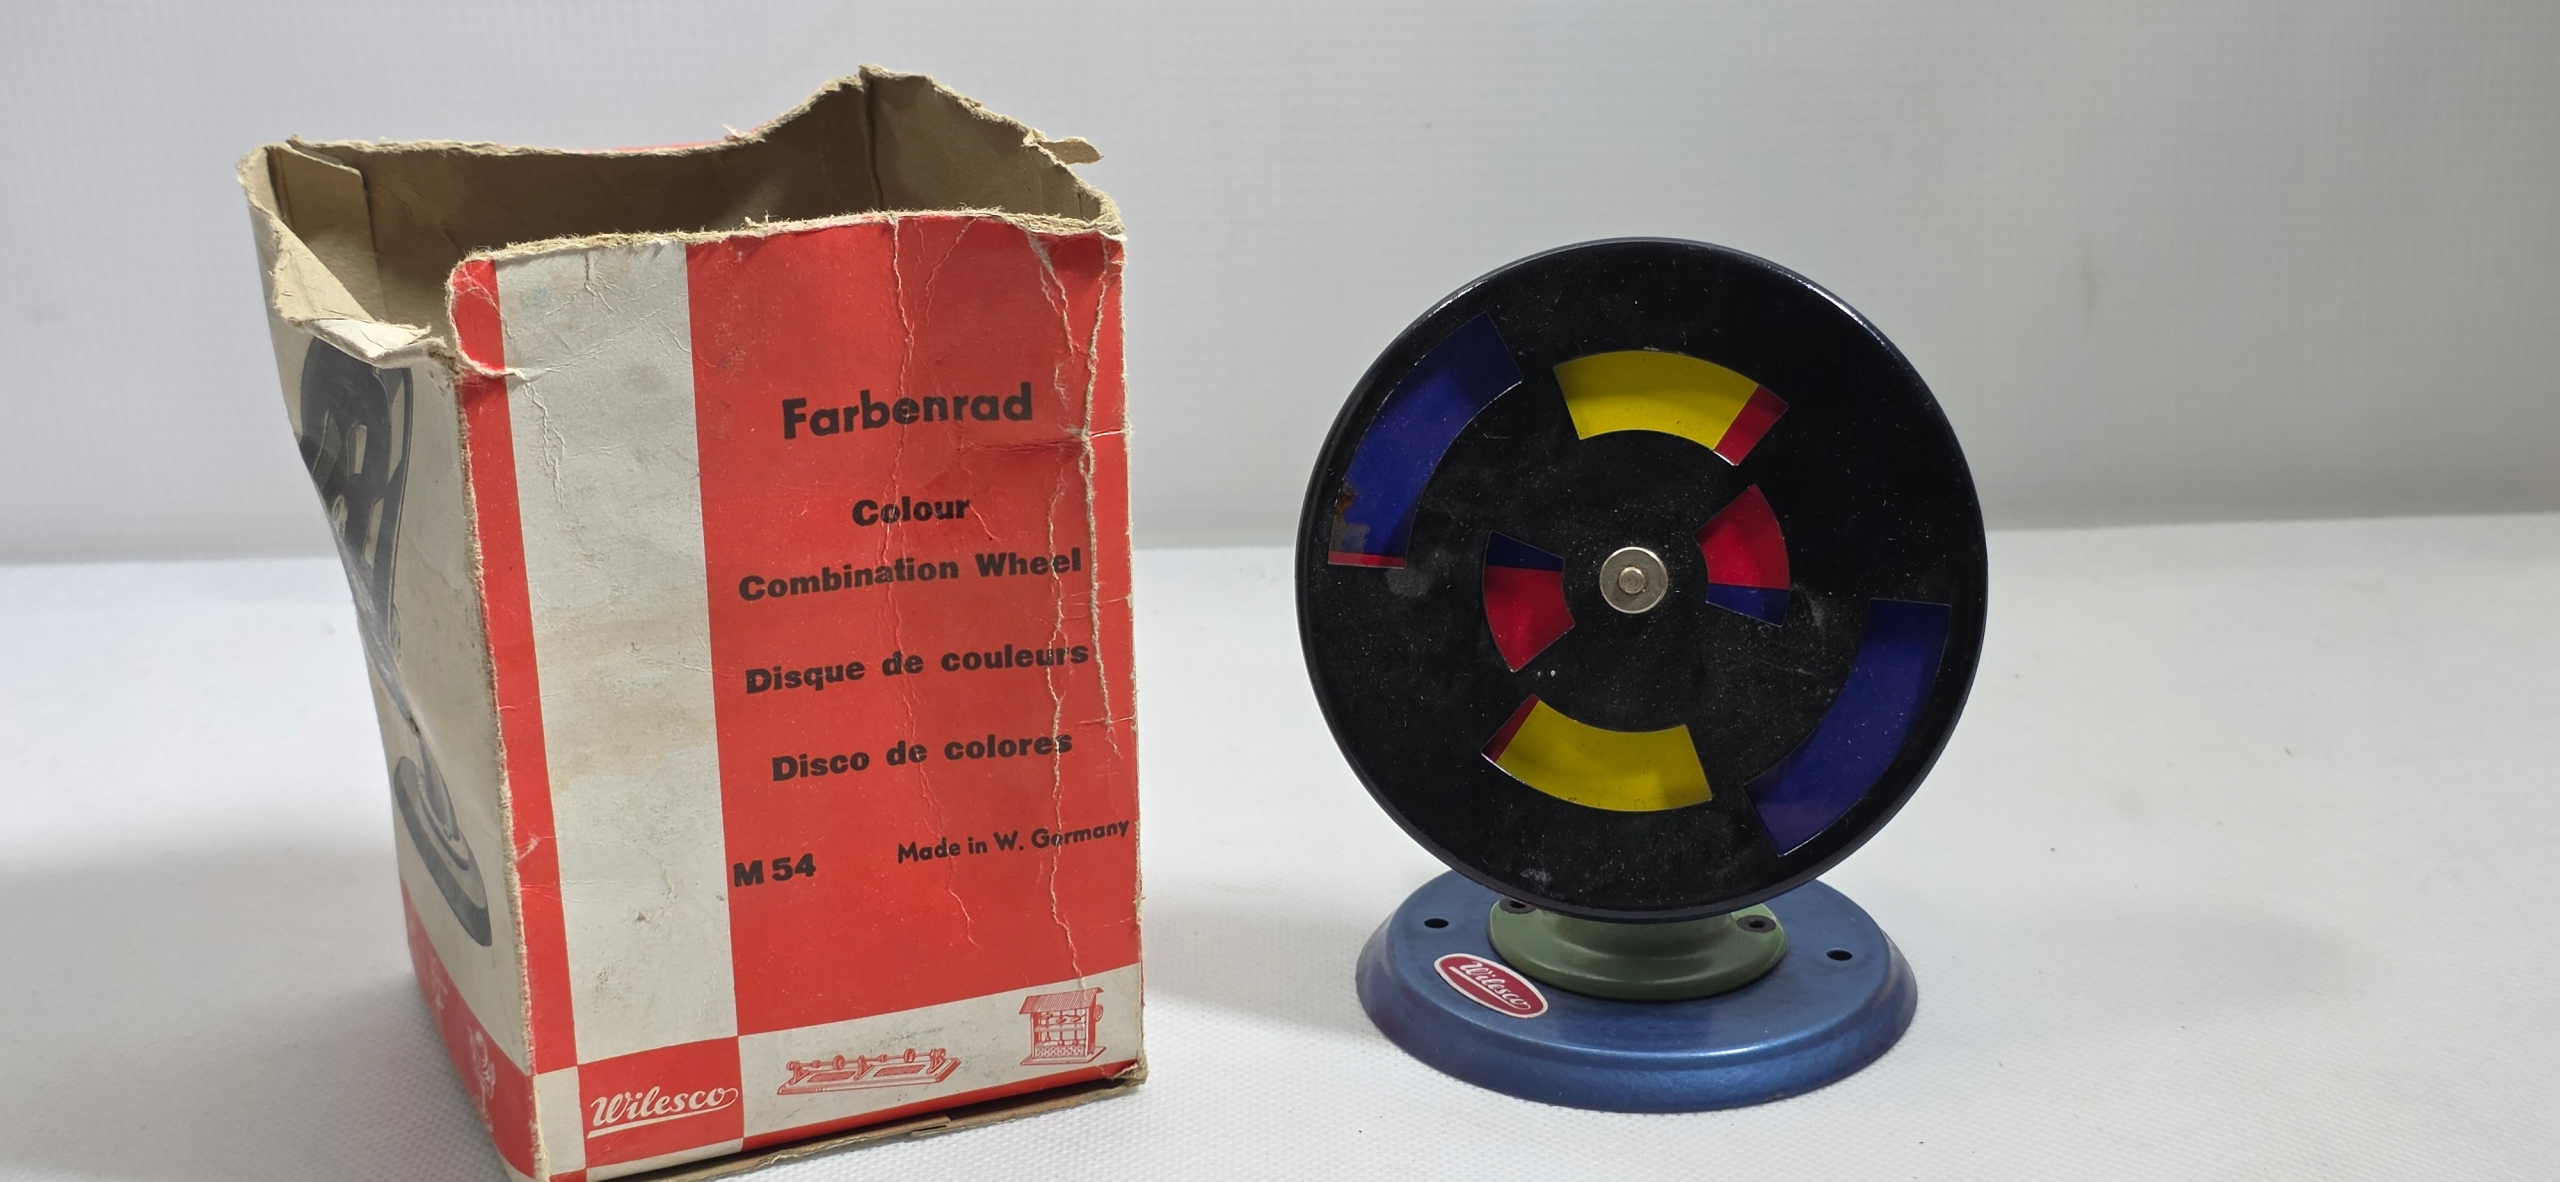 Farbenrad
Colour
Combination Wheel
Disque de couleurs
Disco de colores
M 54
Made in W. Germany
Wilesco
Wilesco